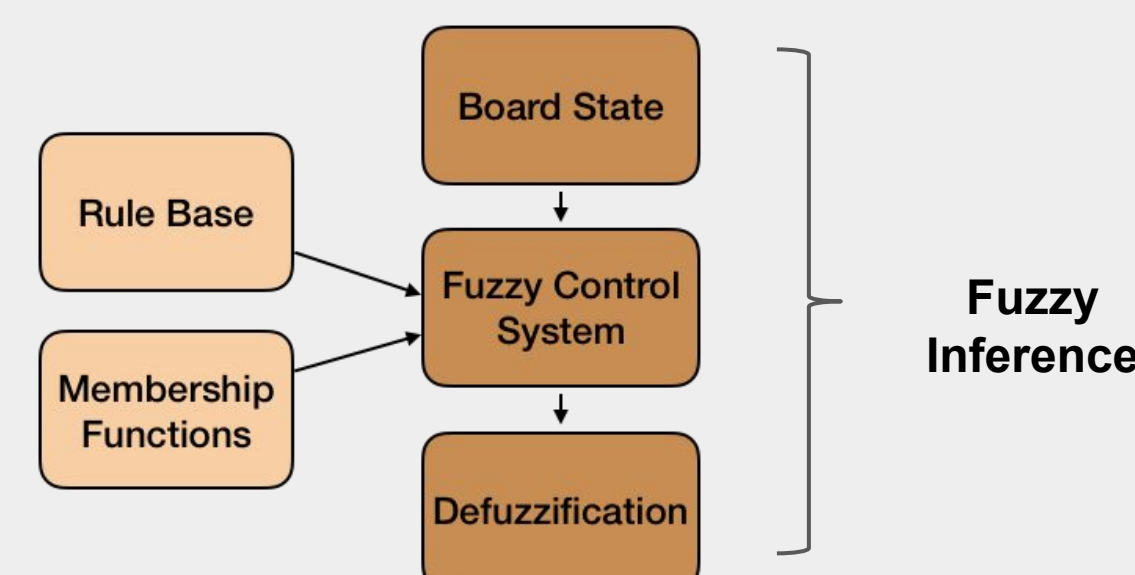 Board State
Rule Base
Fuzzy Control
System
Membership
Functions
Defuzzification
Fuzzy
Inference